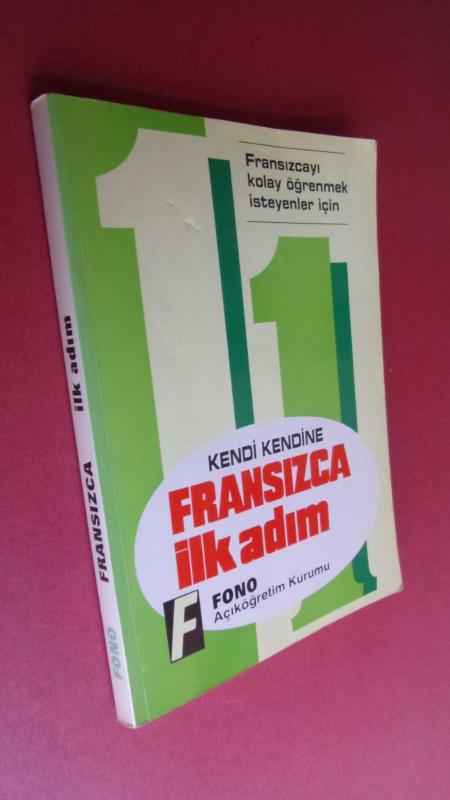 Fransızcayı
kolay öğrenmek
isteyenler için
KENDİ KENDİNE
FRANSIZCA
ilk adım
F
FONO
Açıköğretim Kurumu
FONO FRANSIZCA ilk adım